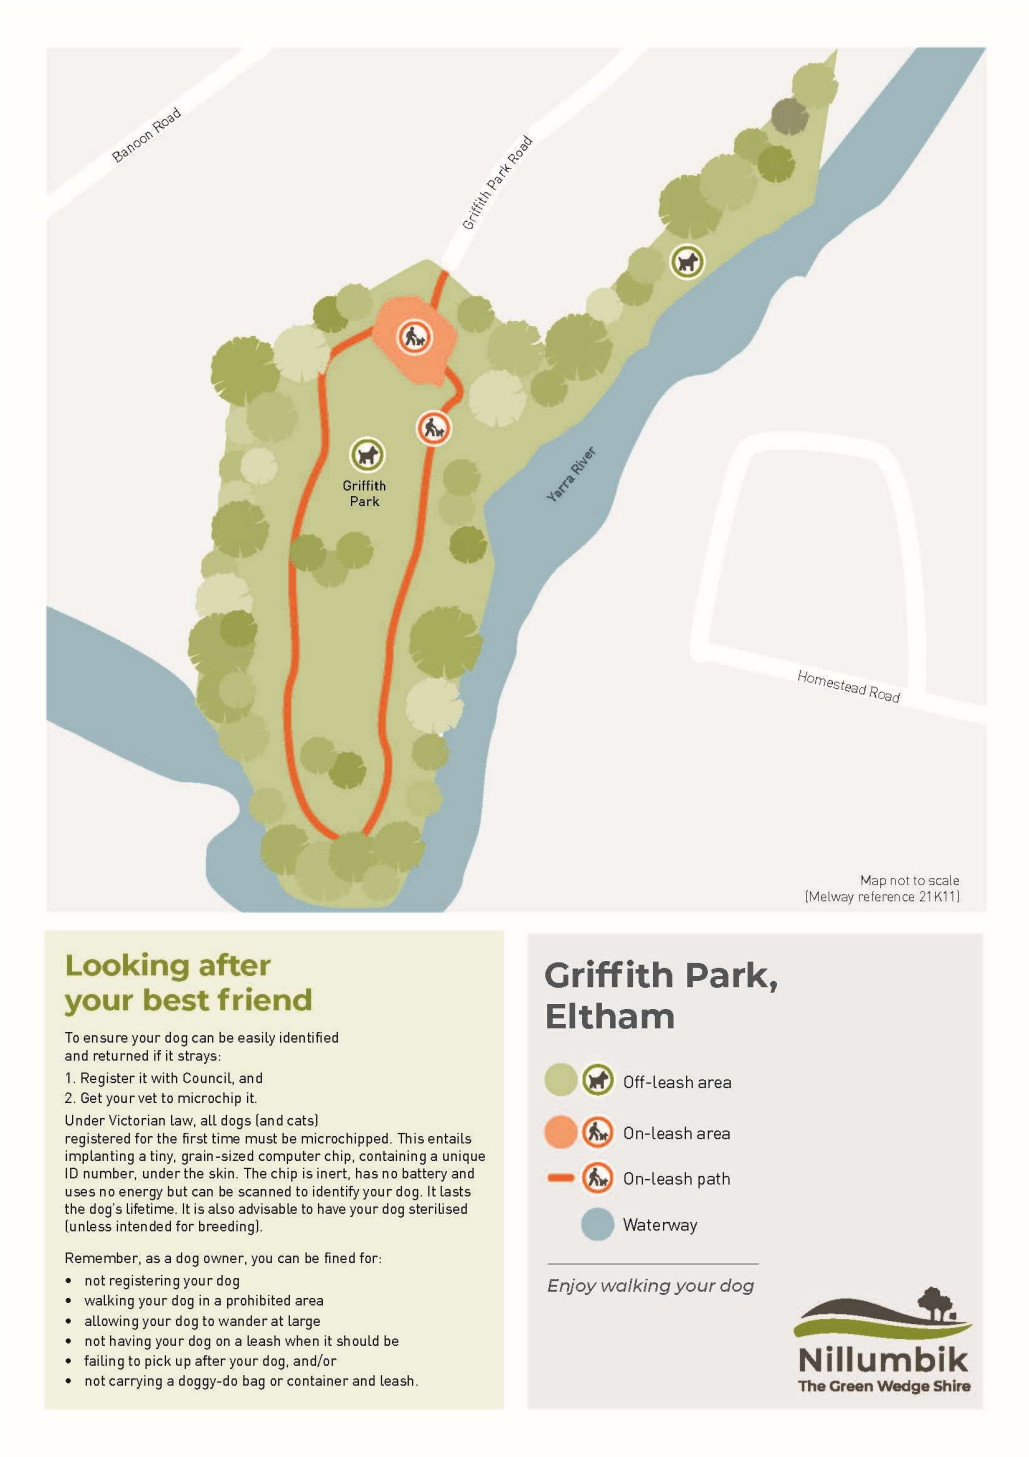 Banoon Road
Griffith Park Road
Griffith
Park
Yarra River
Homestead Road
Map not to scale
(Melway reference 21K11)
Looking after
your best friend
To ensure your dog can be easily identified
and returned if it strays:
1. Register it with Council, and
2. Get your vet to microchip it.
Under Victorian law, all dogs (and cats)
registered for the first time must be microchipped. This entails
implanting a tiny, grain-sized computer chip, containing a unique
ID number, under the skin. The chip is inert, has no battery and
uses no energy but can be scanned to identify your dog. It lasts
the dog's lifetime. It is also advisable to have your dog sterilised
(unless intended for breeding).
Remember, as a dog owner, you can be fined for:
• not registering your dog
• walking your dog in a prohibited area
• allowing your dog to wander at large
• not having your dog on a leash when it should be
• failing to pick up after your dog, and/or
• not carrying a doggy-do bag or container and leash.
Griffith Park,
Eltham
Off-leash area
On-leash area
On-leash path
Waterway
Enjoy walking your dog
Nillumbik
The Green Wedge Shire